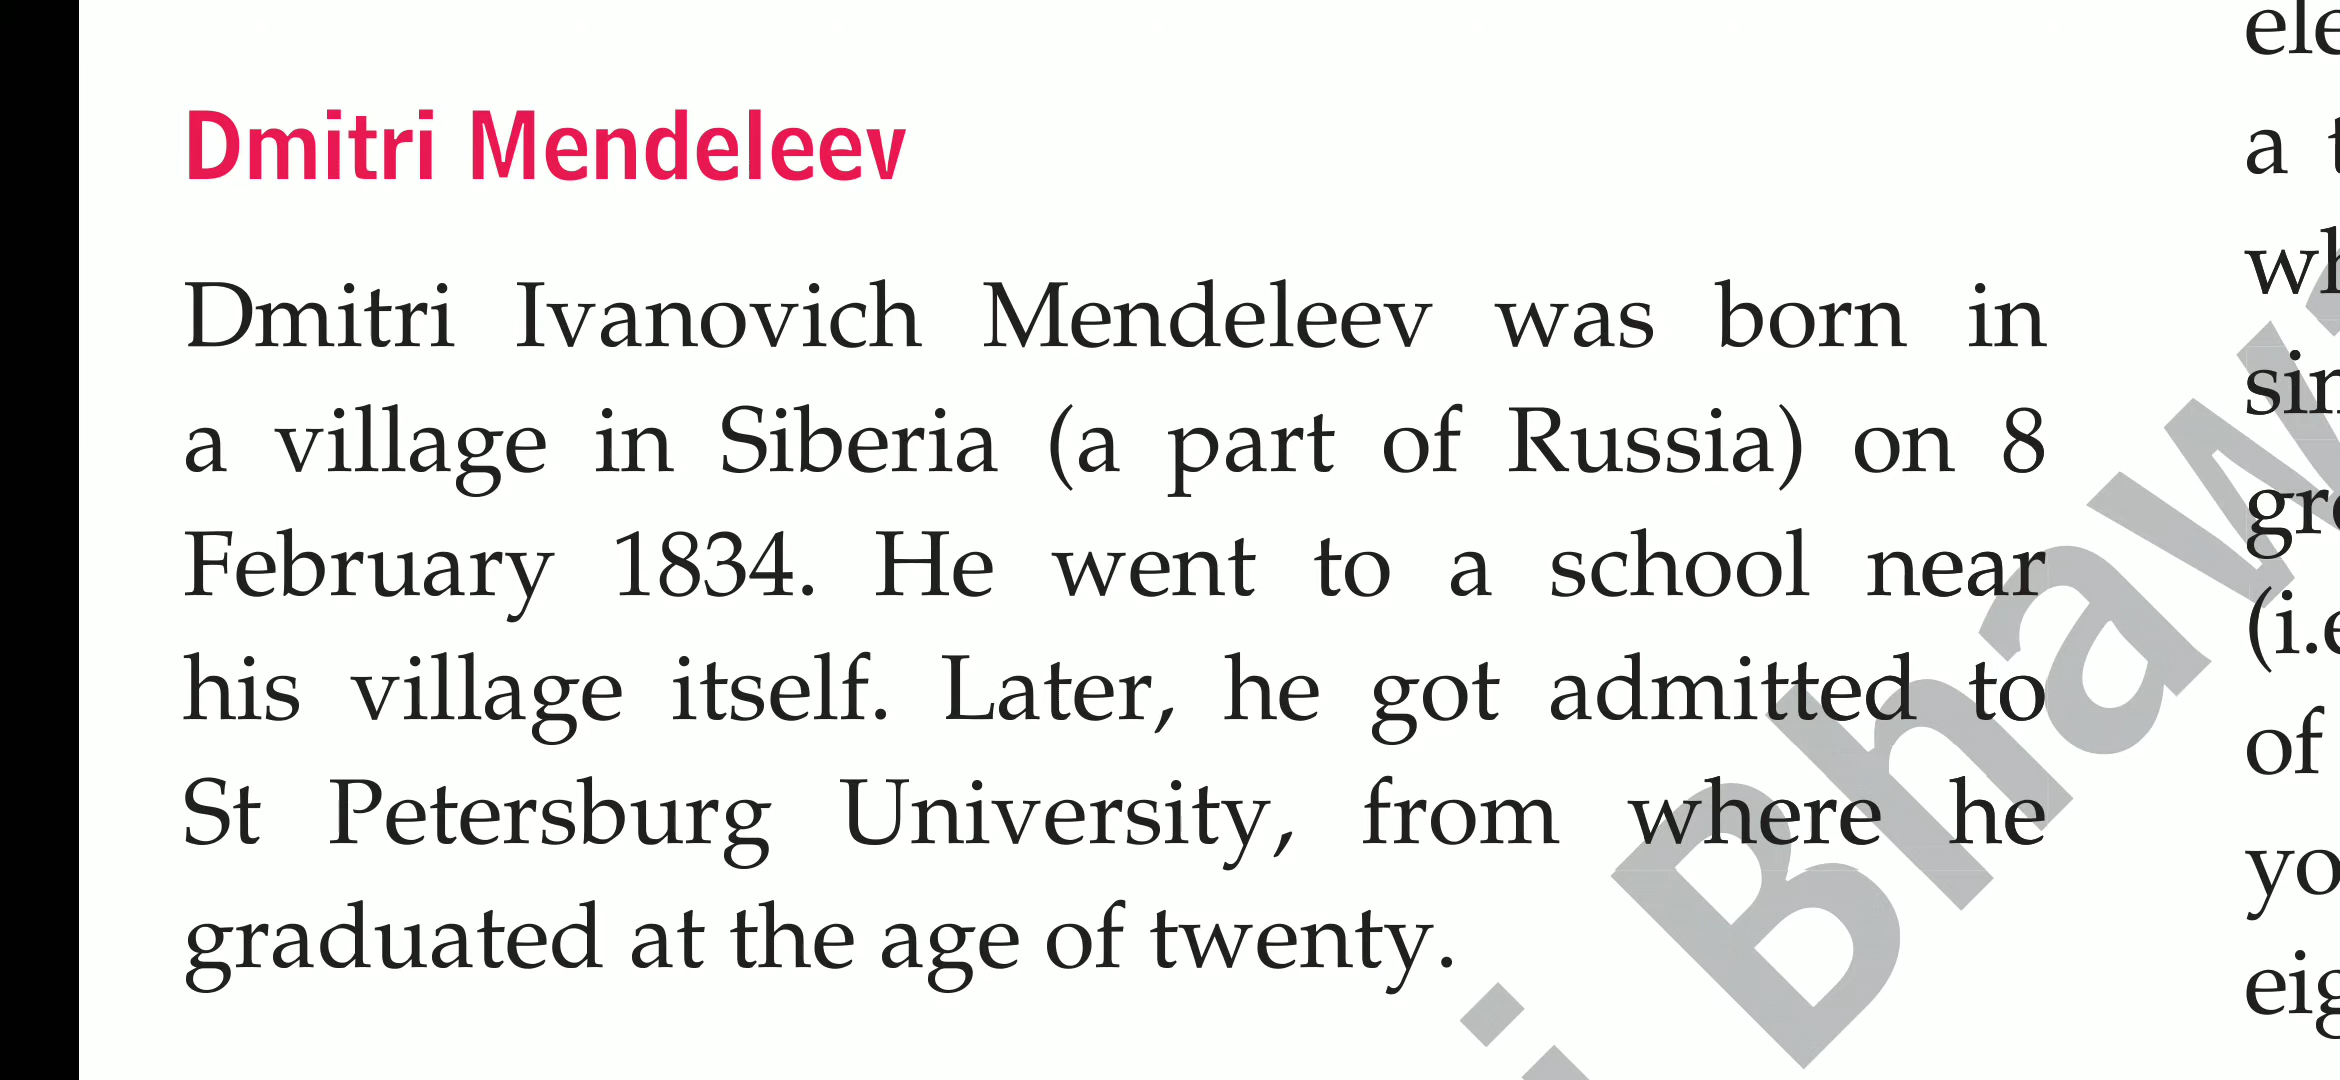 Dmitri Mendeleev
Dmitri Ivanovich Mendeleev was born in
a village in Siberia (a part of Russia) on 8
February 1834. He went to a school near
his village itself. Later, he got admitted to
St Petersburg University, from where he
graduated at the age of twenty.
a
of